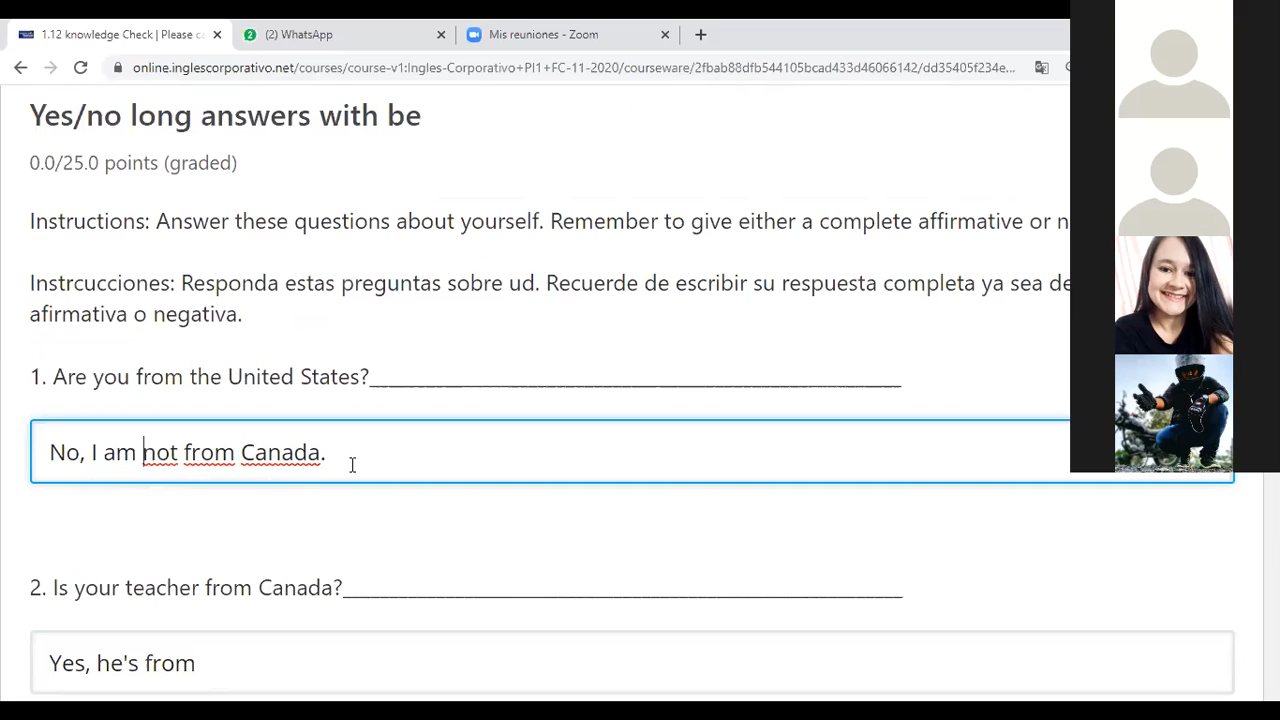 1.12 knowledge Check | Please ca
2
(2) WhatsApp
Mis reuniones - Zoom
online.inglescorporativo.net/courses/course-v1:Ingles-Corporativo+PI1+FC-11-2020/courseware/2fbab88dfb544105bcad433d46066142/dd35405f234e...
Yes/no long answers with be
0.0/25.0 points (graded)
Instructions: Answer these questions about yourself. Remember to give either a complete affirmative or n
Instrcucciones: Responda estas preguntas sobre ud. Recuerde de escribir su respuesta completa ya sea de
afirmativa o negativa.
1. Are you from the United States?
No, I am not from Canada.
2. Is your teacher from Canada?
Yes, he's from